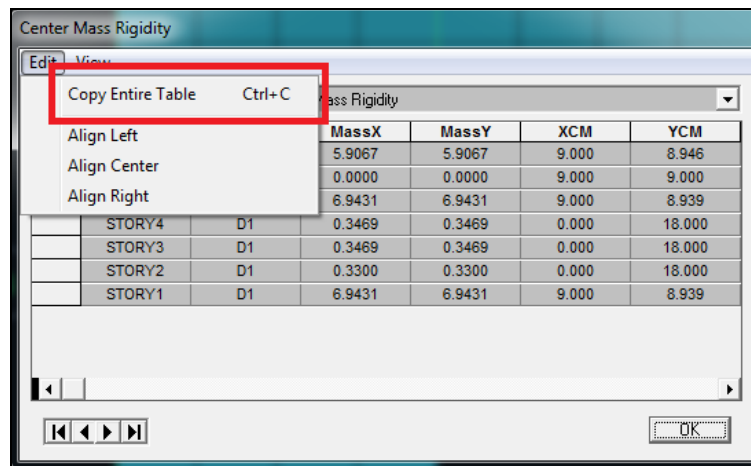 Center Mass Rigidity
Edit View
Copy Entire Table Ctrl+C
Mass Rigidity
Align Left
Align Center
Align Right
MassX MassY XCM YCM
5.9067 5.9067 9.000 8.946
0.0000 0.0000 9.000 9.000
6.9431 6.9431 9.000 8.939
STORY4 D1 0.3469 0.3469 0.000 18.000
STORY3 D1 0.3469 0.3469 0.000 18.000
STORY2 D1 0.3300 0.3300 0.000 18.000
STORY1 D1 6.9431 6.9431 9.000 8.939
OK